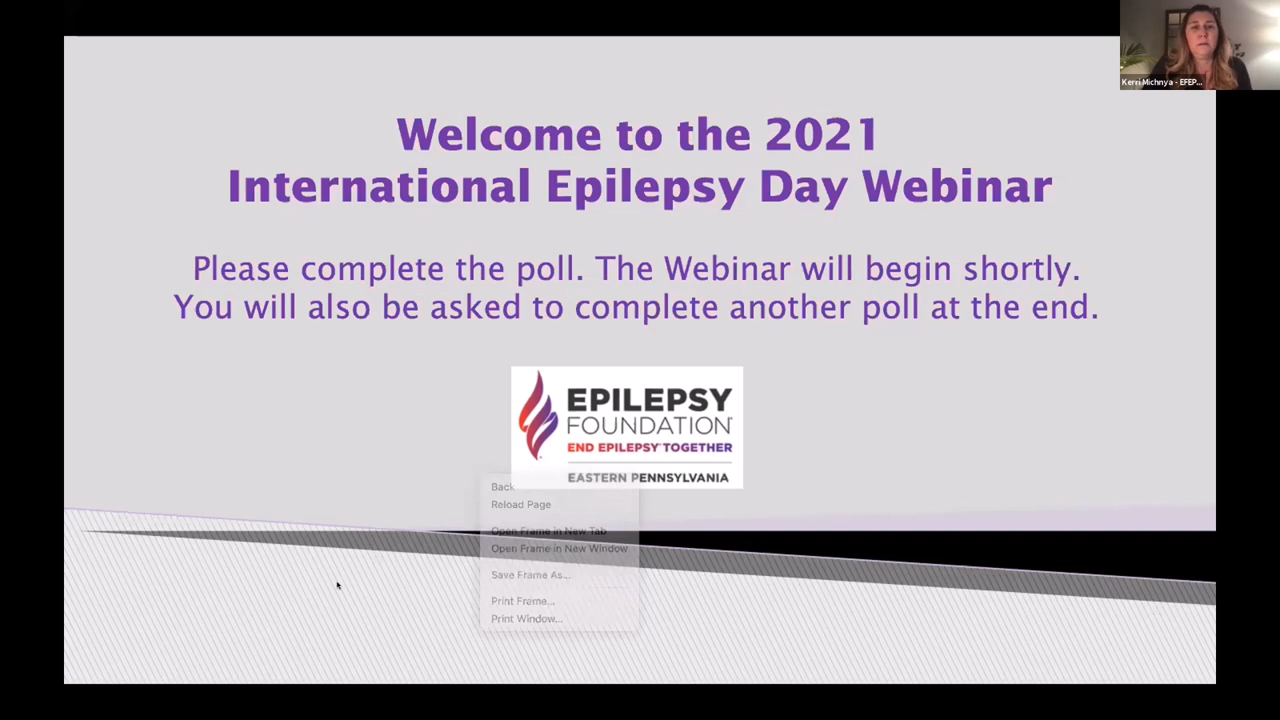 Kerri Michnya - EFEP...
Welcome to the 2021
International Epilepsy Day Webinar
Please complete the poll. The Webinar will begin shortly.
You will also be asked to complete another poll at the end.
EPILEPSY
FOUNDATION
END EPILEPSY TOGETHER
EASTERN PENNSYLVANIA
Back
Reload Page
Open Frame in New Tab
Open Frame in New Window
Save Frame As...
Print Frame...
Print Window...